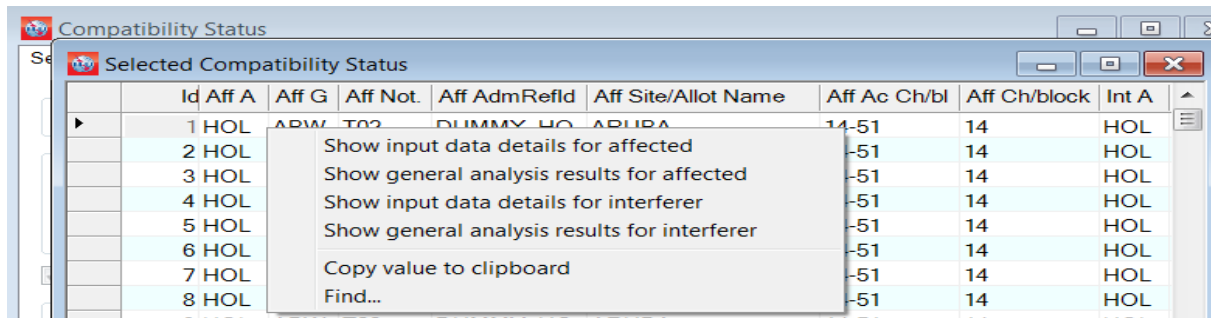 Compatibility Status
Se
Selected Compatibility Status
Id Aff A Aff G Aff Not. Aff AdmRefId Aff Site/Allot Name Aff Ac Ch/bl Aff Ch/block Int A
1 HOL ABW T02 DUMMY HO ARUBA 14-51 14 HOL
2 HOL Show input data details for affected -51 14 HOL
3 HOL Show general analysis results for affected -51 14 HOL
4 HOL Show input data details for interferer -51 14 HOL
5 HOL Show general analysis results for interferer -51 14 HOL
6 HOL -51 14 HOL
7 HOL Copy value to clipboard -51 14 HOL
8 HOL Find... -51 14 HOL